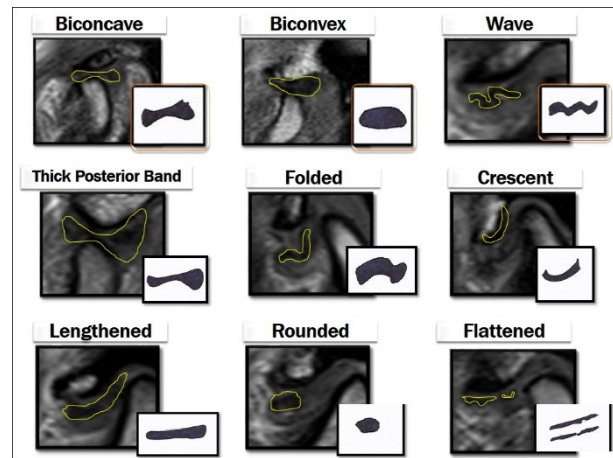 Biconcave
Biconvex
Wave
Thick Posterior Band
Folded
Crescent
Lengthened
Rounded
Flattened